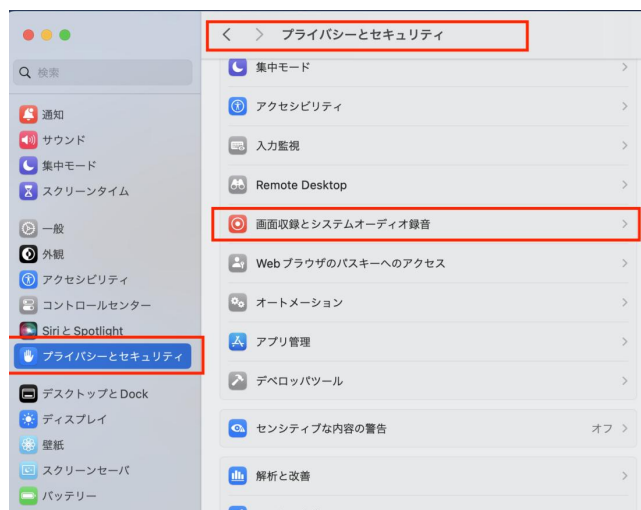 検索
通知
サウンド
集中モード
スクリーンタイム
一般
外観
アクセシビリティ
コントロールセンター
Siri と Spotlight
プライバシーとセキュリティ
デスクトップと Dock
ディスプレイ
壁紙
スクリーンセーバ
バッテリー
プライバシーとセキュリティ
集中モード
アクセシビリティ
入力監視
Remote Desktop
画面収録とシステムオーディオ録音
Web ブラウザのパスキーへのアクセス
オートメーション
アプリ管理
デベロッパツール
センシティブな内容の警告 オフ
解析と改善